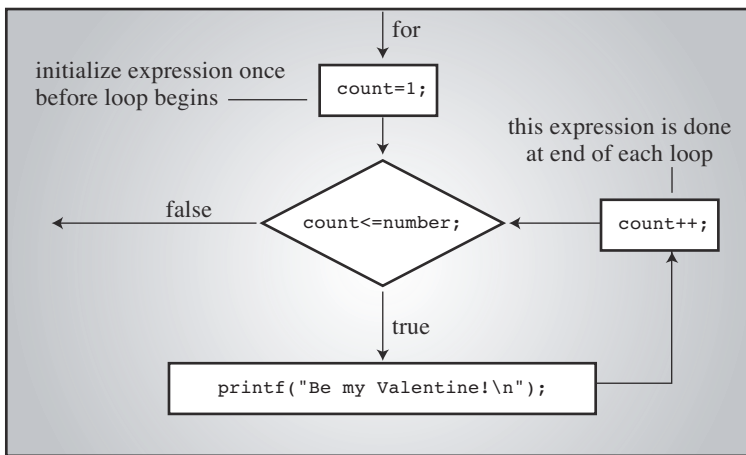 for
initialize expression once
before loop begins
count=1;
this expression is done
at end of each loop
false
count<=number;
count++;
true
printf("Be my Valentine!\n");